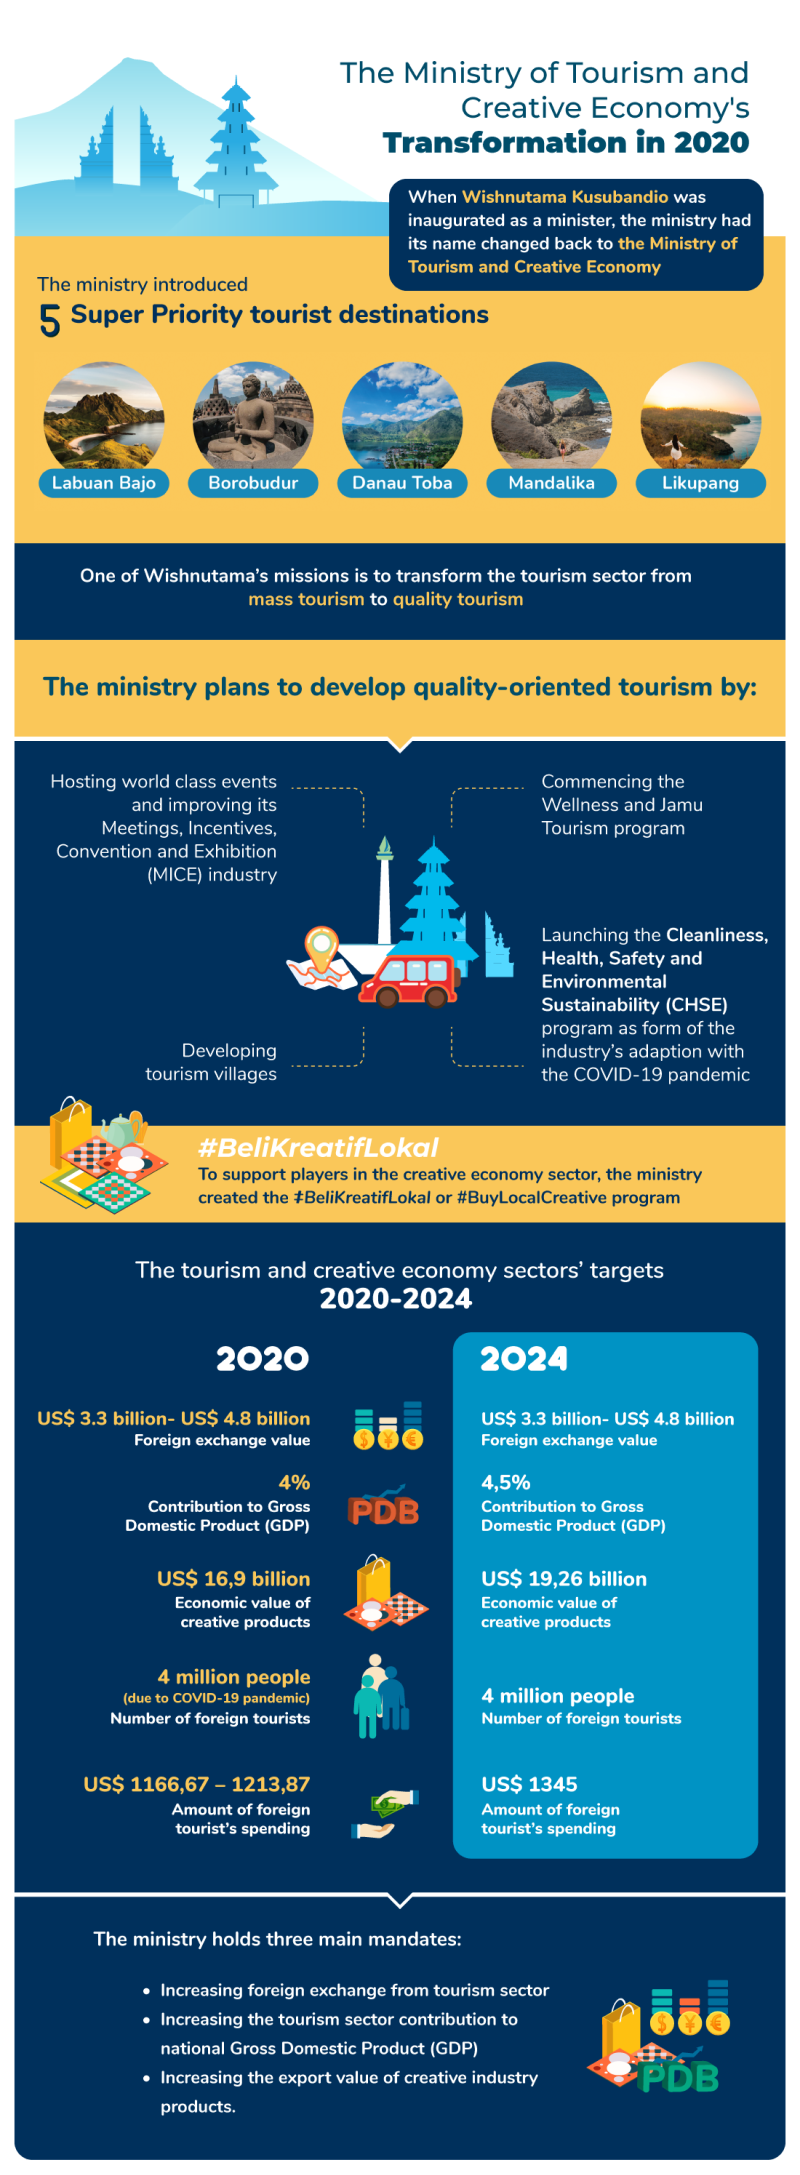 The Ministry of Tourism and
Creative Economy's
Transformation in 2020
When Wishnutama Kusubandio was
inaugurated as a minister, the ministry had
its name changed back to the Ministry of
Tourism and Creative Economy
The ministry introduced
5 Super Priority tourist destinations
Labuan Bajo
Borobudur
Danau Toba
Mandalika
Likupang
One of Wishnutama's missions is to transform the tourism sector from
mass tourism to quality tourism
The ministry plans to develop quality-oriented tourism by:
Hosting world class events
and improving its
Meetings, Incentives,
Convention and Exhibition
(MICE) industry
Commencing the
Wellness and Jamu
Tourism program
Developing
tourism villages
Launching the Cleanliness,
Health, Safety and
Environmental
Sustainability (CHSE)
program as form of the
industry's adaption with
the COVID-19 pandemic
#BeliKreatifLokal
To support players in the creative economy sector, the ministry
created the #BeliKreatifLokal or #BuyLocalCreative program
The tourism and creative economy sectors' targets
2020-2024
2020
US$ 3.3 billion- US$ 4.8 billion
Foreign exchange value
4%
Contribution to Gross
Domestic Product (GDP)
US$ 16,9 billion
Economic value of
creative products
4 million people
(due to COVID-19 pandemic)
Number of foreign tourists
US$ 1166,67 – 1213,87
Amount of foreign
tourist's spending
PDB
2024
US$ 3.3 billion- US$ 4.8 billion
Foreign exchange value
4,5%
Contribution to Gross
Domestic Product (GDP)
US$ 19,26 billion
Economic value of
creative products
4 million people
Number of foreign tourists
US$ 1345
Amount of foreign
tourist's spending
The ministry holds three main mandates:
• Increasing foreign exchange from tourism sector
• Increasing the tourism sector contribution to
national Gross Domestic Product (GDP)
• Increasing the export value of creative industry
products.
PDB